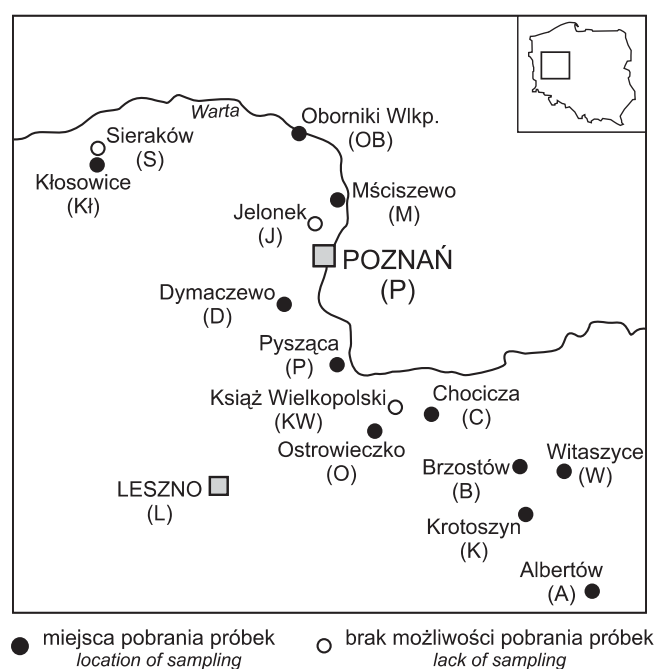 Warta
Oborniki Wlkp.
(OB)
Sieraków
(S)
Kłosowice
(Kł)
Mściszewo
(M)
Jelonek
(J)
POZNAŃ
(P)
Dymaczewo
(D)
Pysząca
(P)
Książ Wielkopolski
(KW)
Chocicza
(C)
Ostrowieczko
(O)
Witaszyce
(W)
Brzostów
(B)
LESZNO
(L)
Krotoszyn
(K)
Albertów
(A)
miejsca pobrania próbek
location of sampling
brak możliwości pobrania próbek
lack of sampling